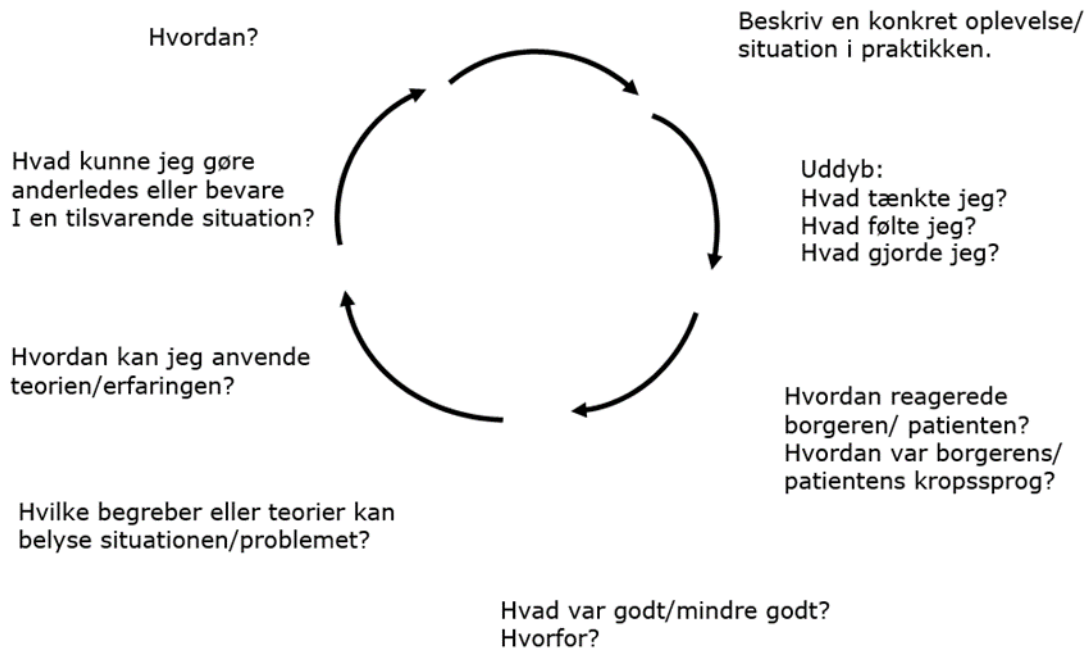 Hvordan?
Beskriv en konkret oplevelse/
situation i praktikken.
Uddyb:
Hvad tænkte jeg?
Hvad følte jeg?
Hvad gjorde jeg?
Hvordan reagerede
borgeren/ patienten?
Hvordan var borgerens/
patientens kropssprog?
Hvad var godt/mindre godt?
Hvorfor?
Hvilke begreber eller teorier kan
belyse situationen/problemet?
Hvordan kan jeg anvende
teorien/erfaringen?
Hvad kunne jeg gøre
anderledes eller bevare
I en tilsvarende situation?